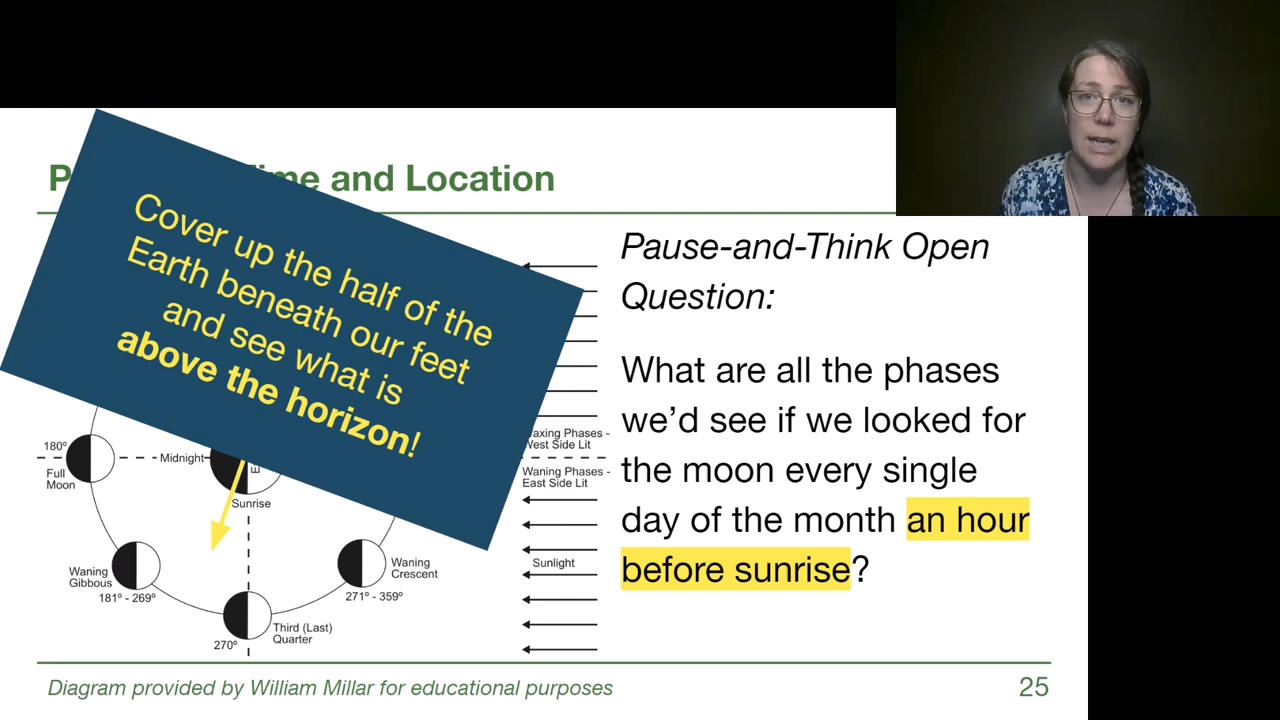 ime and Location
Cover up the half of the
Earth beneath our feet
and see what is
above the horizon!
Pause-and-Think Open
Question:
What are all the phases
we'd see if we looked for
the moon every single
day of the month an hour
before sunrise?
180º
Full
Moon
Midnight
Sunrise
axing Phases -
West Side Lit
Waning Phases -
East Side Lit
Waning
Gibbous
181º - 269º
Waning
Crescent
271º - 359º
Sunlight
Third (Last)
Quarter
270º
Diagram provided by William Millar for educational purposes
25